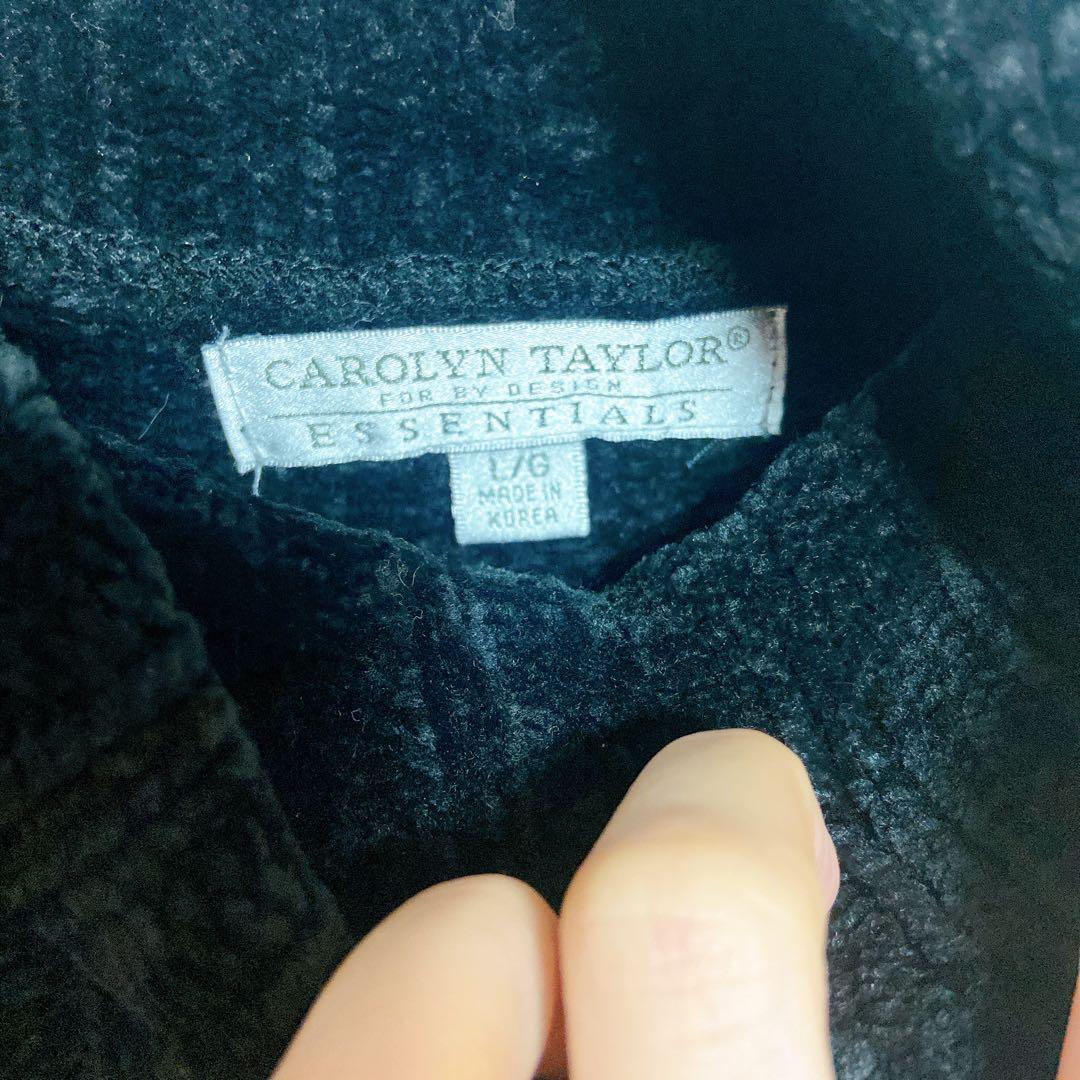 CAROLYN TAYLOR®
FOR BY DESIGN
ESSENTIALS
L/G
MADE IN
KOREA